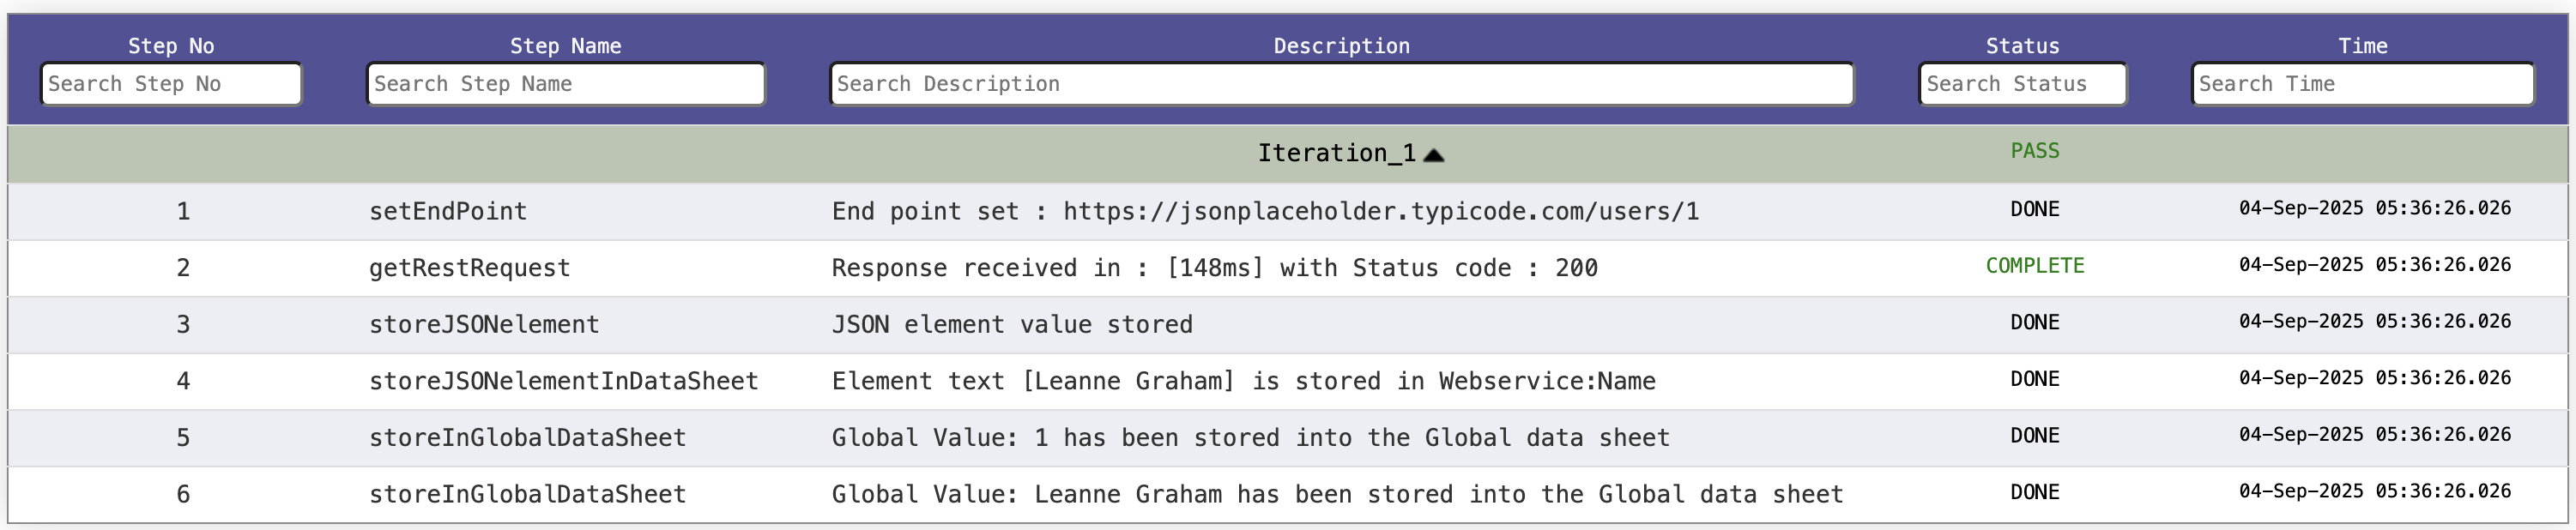 Step No Step Name Description Status Time
Search Step No Search Step Name Search Description Search Status Search Time
Iteration_1 PASS
1 setEndPoint End point set : https://jsonplaceholder.typicode.com/users/1 DONE 04-Sep-2025 05:36:26.026
2 getRestRequest Response received in : [148ms] with Status code : 200 COMPLETE 04-Sep-2025 05:36:26.026
3 storeJSONelement JSON element value stored DONE 04-Sep-2025 05:36:26.026
4 storeJSONelementInDataSheet Element text [Leanne Graham] is stored in Webservice:Name DONE 04-Sep-2025 05:36:26.026
5 storeInGlobalDataSheet Global Value: 1 has been stored into the Global data sheet DONE 04-Sep-2025 05:36:26.026
6 storeInGlobalDataSheet Global Value: Leanne Graham has been stored into the Global data sheet DONE 04-Sep-2025 05:36:26.026